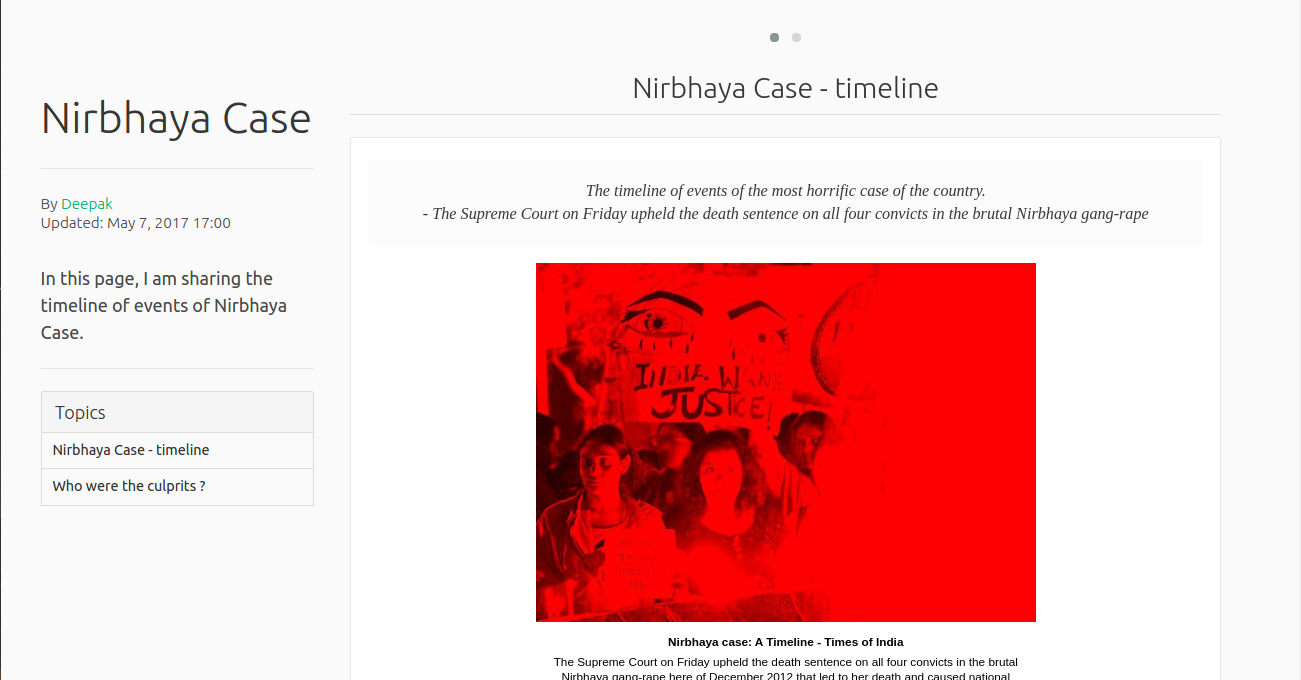 Nirbhaya Case
By Deepak
Updated: May 7, 2017 17:00
In this page, I am sharing the
timeline of events of Nirbhaya
Case.
Topics
Nirbhaya Case - timeline
Who were the culprits ?
Nirbhaya Case - timeline
The timeline of events of the most horrific case of the country.
- The Supreme Court on Friday upheld the death sentence on all four convicts in the brutal Nirbhaya gang-rape
INDIA WANT
JUSTICE!
Nirbhaya case: A Timeline - Times of India
The Supreme Court on Friday upheld the death sentence on all four convicts in the brutal
Nirbhaya gang-rape here of December 2012 that led to her death and caused national